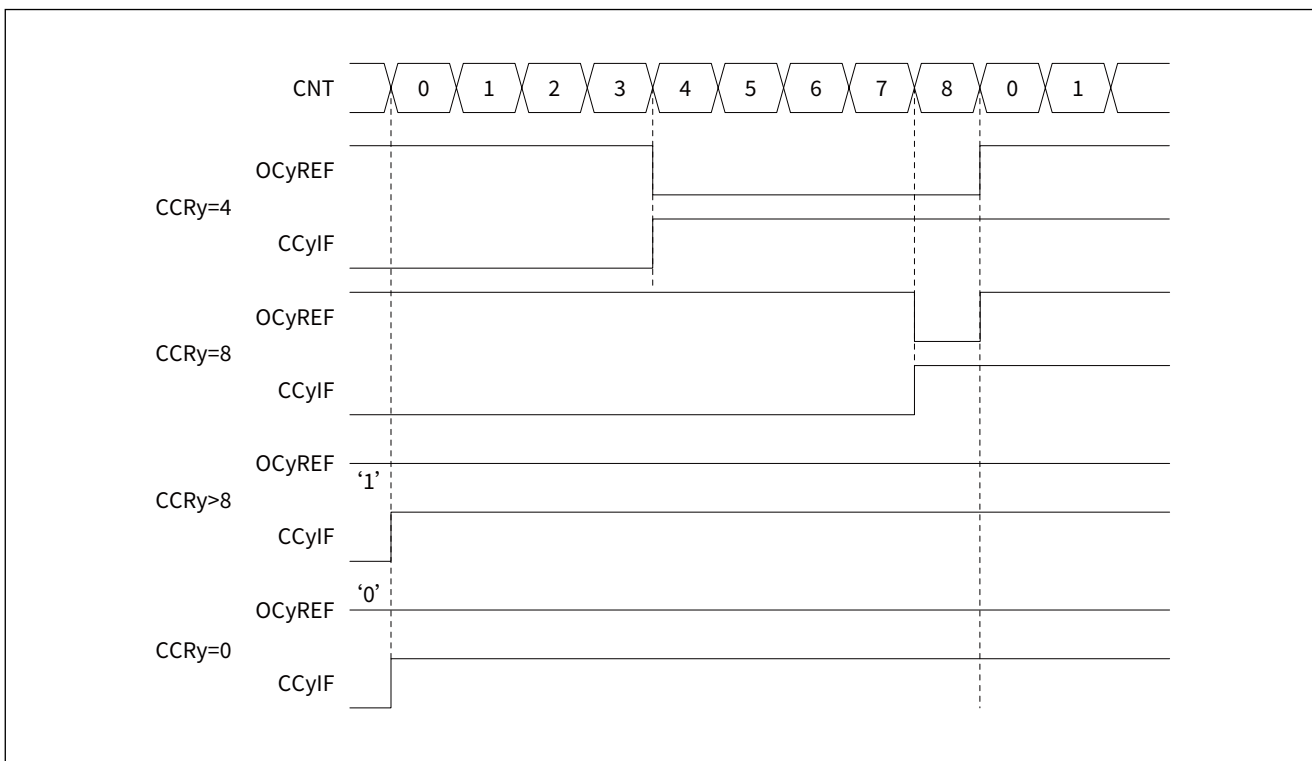 CNT 0 1 2 3 4 5 6 7 8 0 1
OCyREF
CCRy=4
CCyIF
OCyREF
CCRy=8
CCyIF
OCyREF
‘1’
CCRy>8
CCyIF
‘0’
OCyREF
CCRy=0
CCyIF